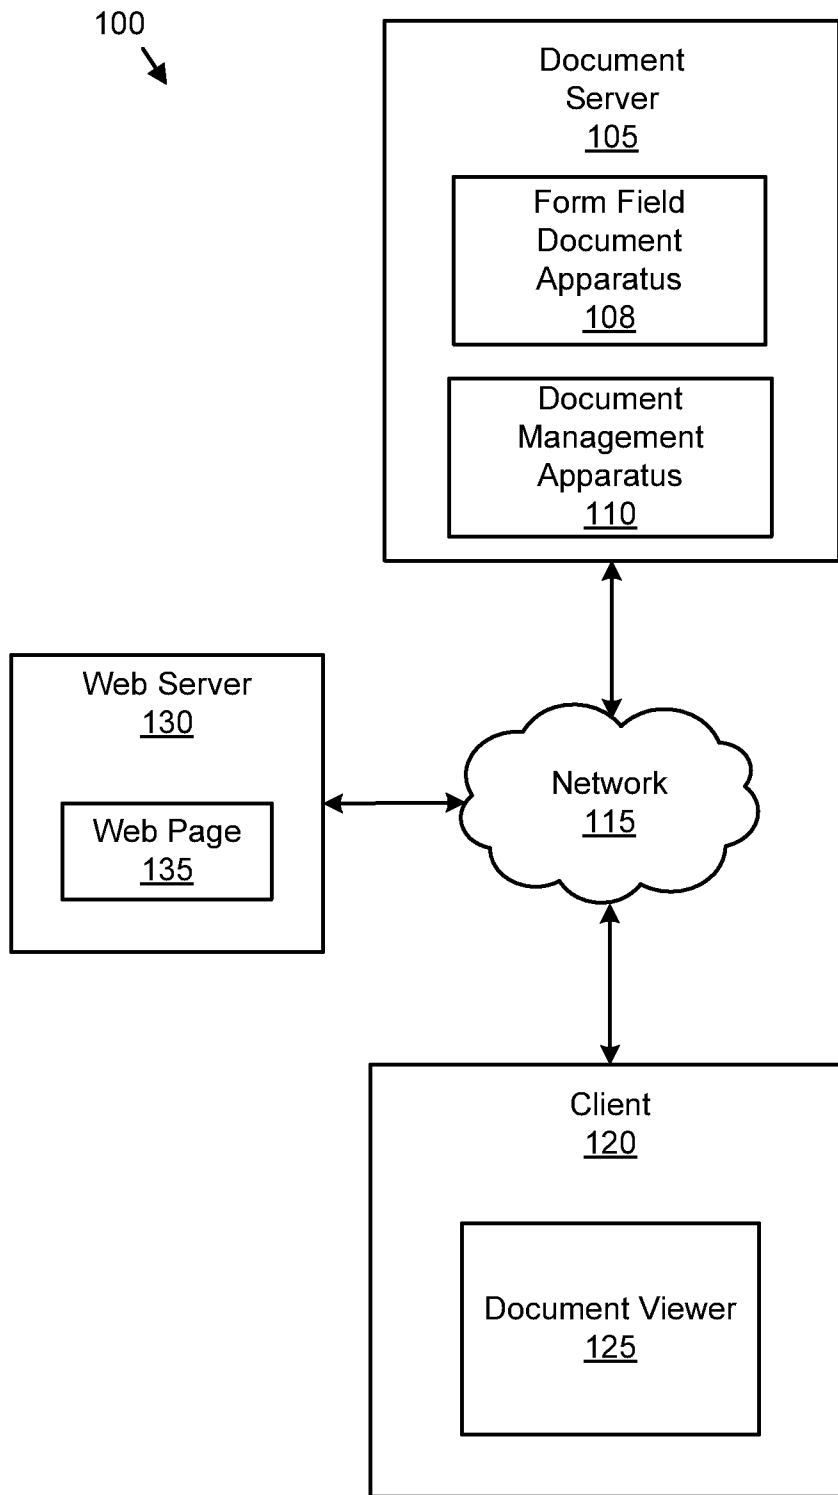 100
Document
Server
105
Form Field
Document
Apparatus
108
Document
Management
Apparatus
110
Web Server
130
Web Page
135
Network
115
Client
120
Document Viewer
125